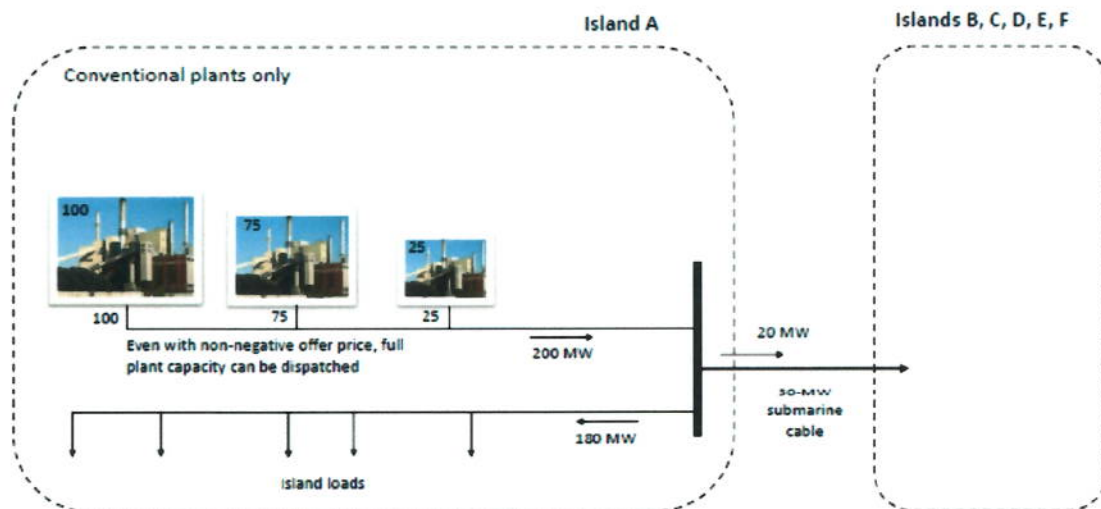 Island A
Islands B, C, D, E, F
Conventional plants only
100
75
25
100
75
25
Even with non-negative offer price, full
plant capacity can be dispatched
200 MW
20 MW
submarine
cable
180 MW
Island loads